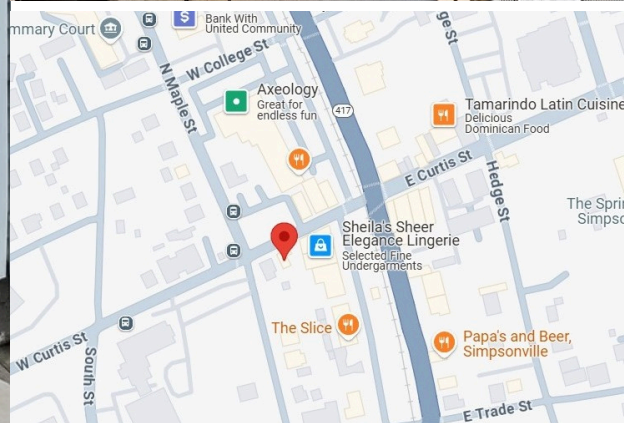 mmary Court
$
Bank With
United Community
ge St
W College St
N Maple St
Axeology
Great for
endless fun
417
Tamarindo Latin Cuisine
Delicious
Dominican Food
E Curtis St
Hedge St
The Spri
Simpso
Sheila's Sheer
Elegance Lingerie
Selected Fine
Undergarments
The Slice
Papa's and Beer,
Simpsonville
W Curtis St
South St
E Trade St